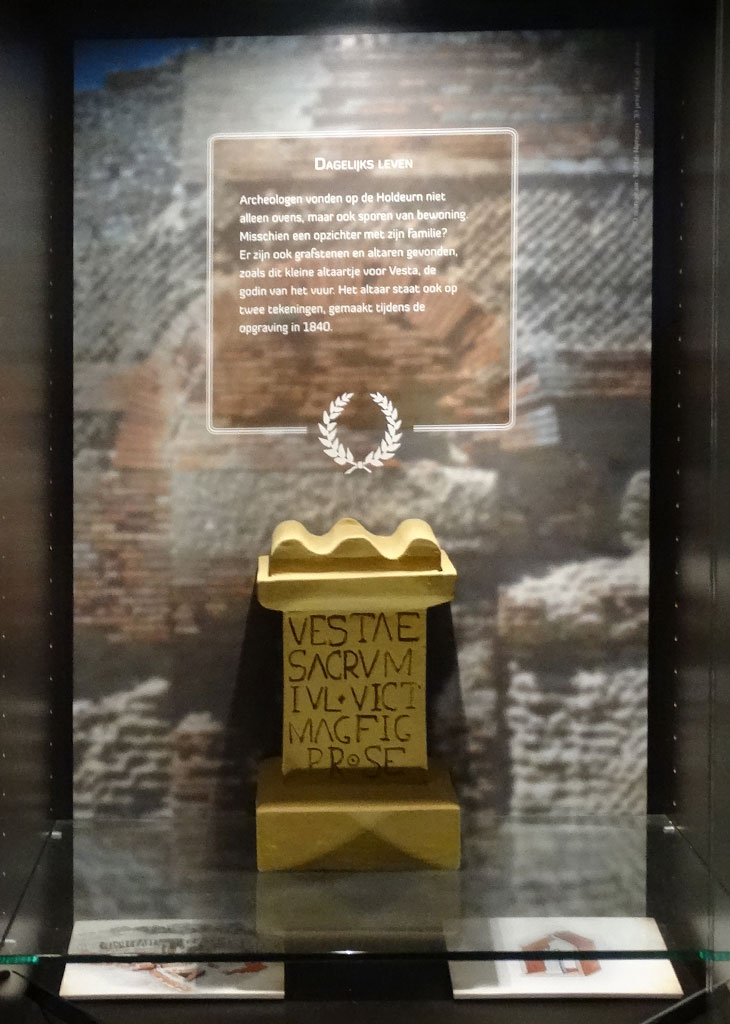 Dagelijks leven
Archeologen vonden op de Holdeurn niet
alleen ovens, maar ook sporen van bewoning.
Misschien een opzichter met zijn familie?
Er zijn ook grafstenen en altaren gevonden,
zoals dit kleine altaartje voor Vesta, de
godin van het vuur. Het altaar staat ook op
twee tekeningen, gemaakt tijdens de
opgraving in 1840.
VESTAE
SACRVM
IVL·VICT
MAGFIG
PR⊙SE